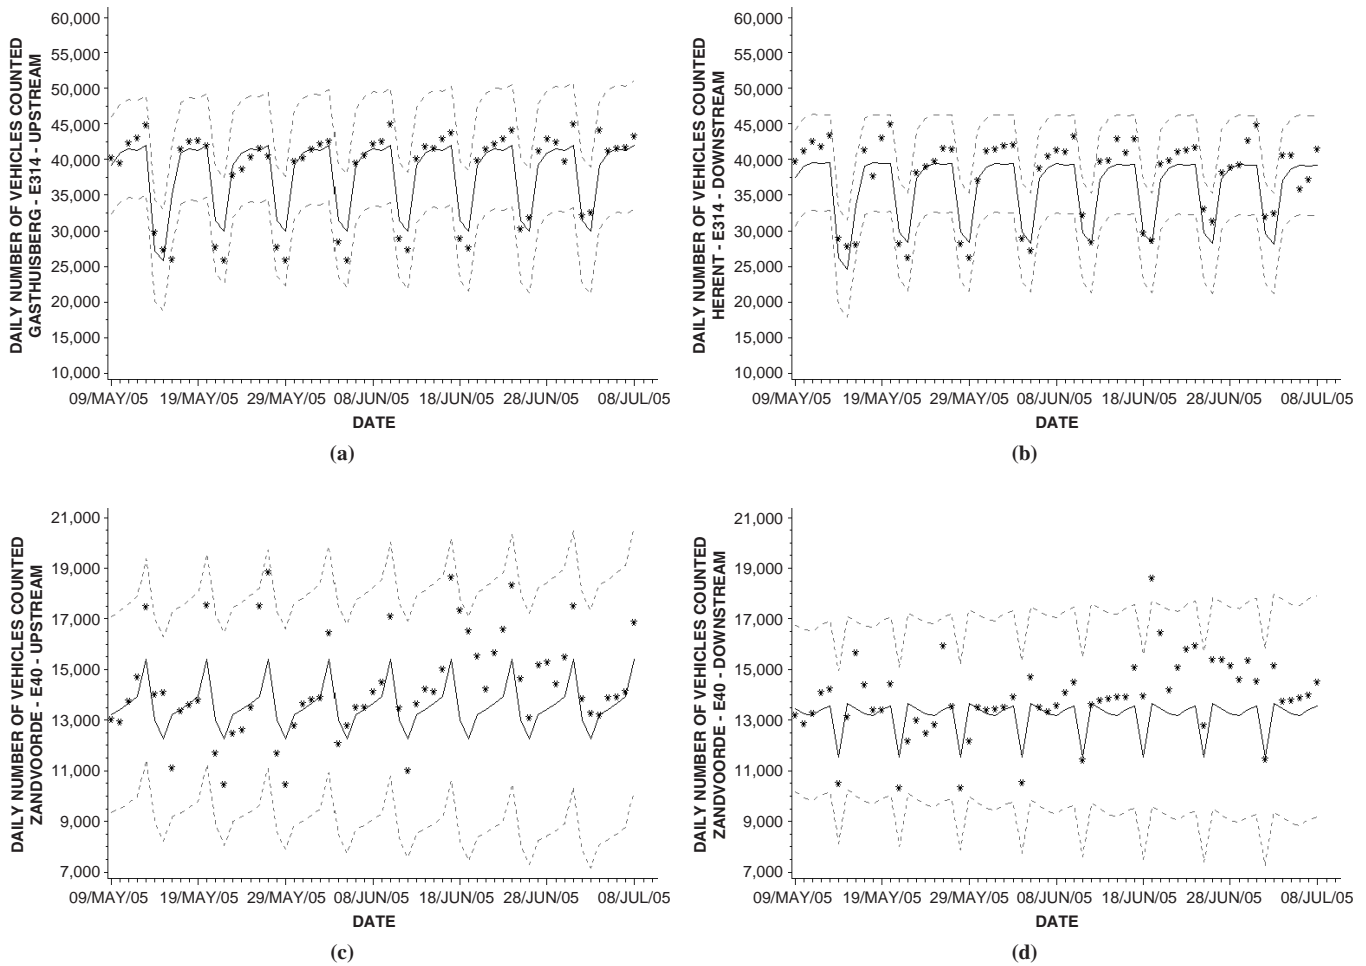 DAILY NUMBER OF VEHICLES COUNTED
GASTHUISBERG - E314 - UPSTREAM
60,000
55,000
50,000
45,000
40,000
35,000
30,000
25,000
20,000
15,000
10,000
09/MAY/05 19/MAY/05 29/MAY/05 08/JUN/05 18/JUN/05 28/JUN/05 08/JUL/05
DATE
(a)
DAILY NUMBER OF VEHICLES COUNTED
HERENT - E314 - DOWNSTREAM
60,000
55,000
50,000
45,000
40,000
35,000
30,000
25,000
20,000
15,000
10,000
09/MAY/05 19/MAY/05 29/MAY/05 08/JUN/05 18/JUN/05 28/JUN/05 08/JUL/05
DATE
(b)
DAILY NUMBER OF VEHICLES COUNTED
ZANDVOORDE - E40 - UPSTREAM
21,000
19,000
17,000
15,000
13,000
11,000
9,000
7,000
09/MAY/05 19/MAY/05 29/MAY/05 08/JUN/05 18/JUN/05 28/JUN/05 08/JUL/05
DATE
(c)
DAILY NUMBER OF VEHICLES COUNTED
ZANDVOORDE - E40 - DOWNSTREAM
21,000
19,000
17,000
15,000
13,000
11,000
9,000
7,000
09/MAY/05 19/MAY/05 29/MAY/05 08/JUN/05 18/JUN/05 28/JUN/05 08/JUL/05
DATE
(d)